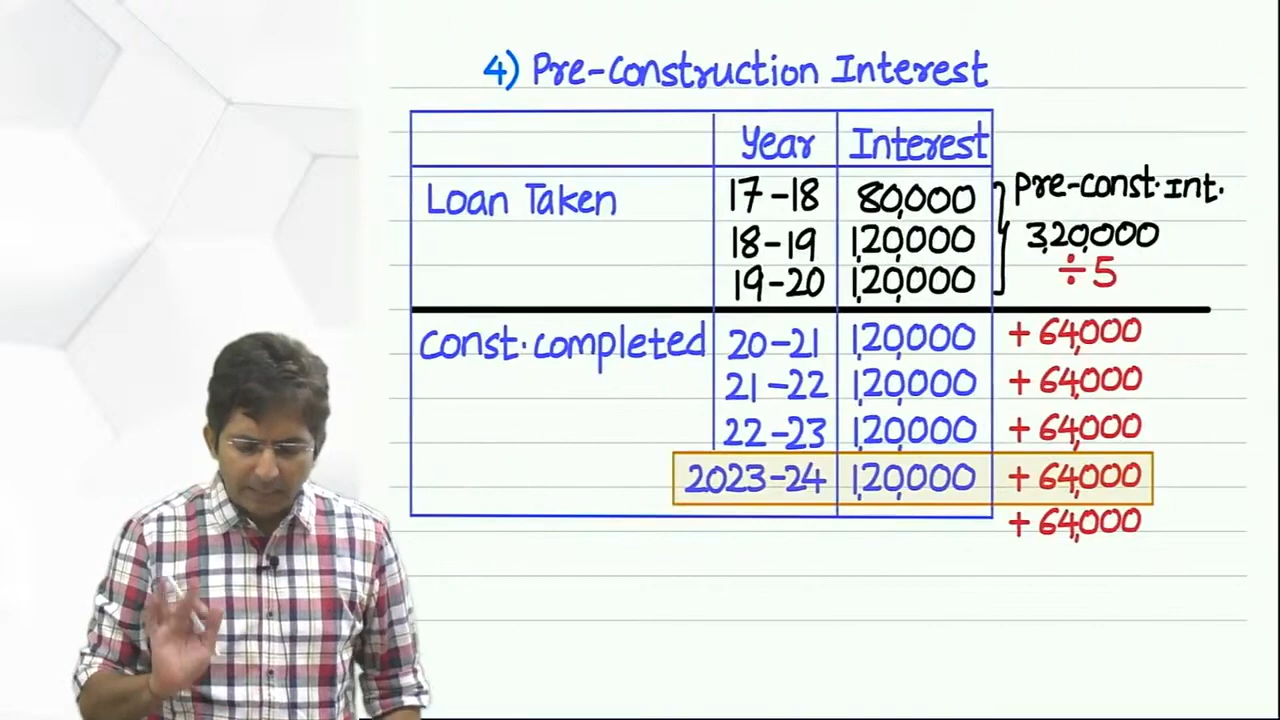 4) Pre-Construction Interest
Year Interest
Loan Taken 17-18 80,000 Pre-const. Int.
18-19 1,20,000 3,20,000
19-20 1,20,000 ÷5
Const. completed 20-21 1,20,000 + 64,000
21-22 1,20,000 + 64,000
22-23 1,20,000 + 64,000
2023-24 1,20,000 + 64,000
+ 64,000